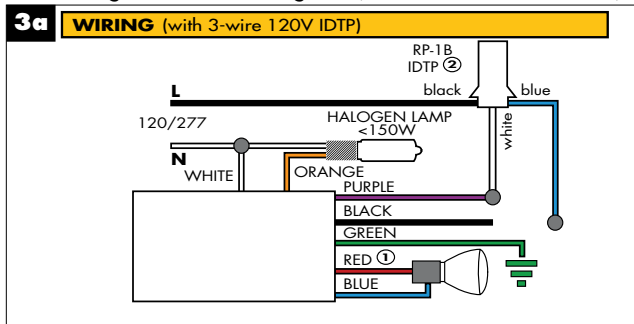 3a WIRING (with 3-wire 120V IDTP)
RP-1B
IDTP ②
black
blue
L
white
120/277
HALOGEN LAMP
<150W
N
WHITE
ORANGE
PURPLE
BLACK
GREEN
RED ①
BLUE